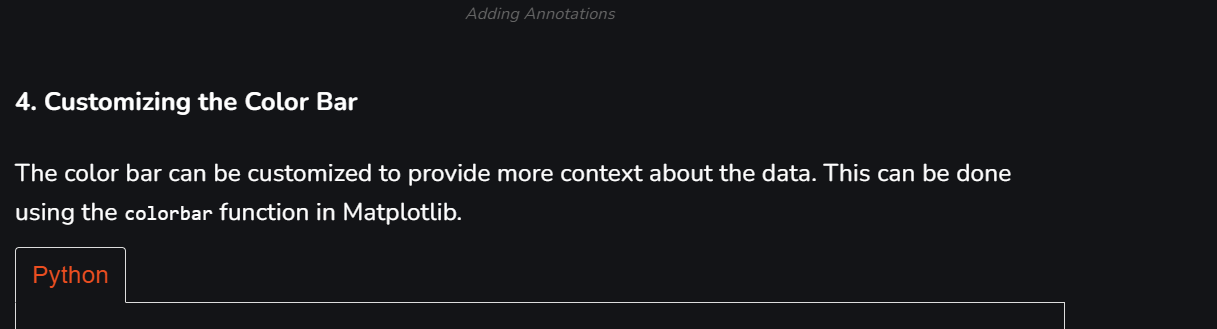 Adding Annotations
4. Customizing the Color Bar
The color bar can be customized to provide more context about the data. This can be done
using the colorbar function in Matplotlib.
Python